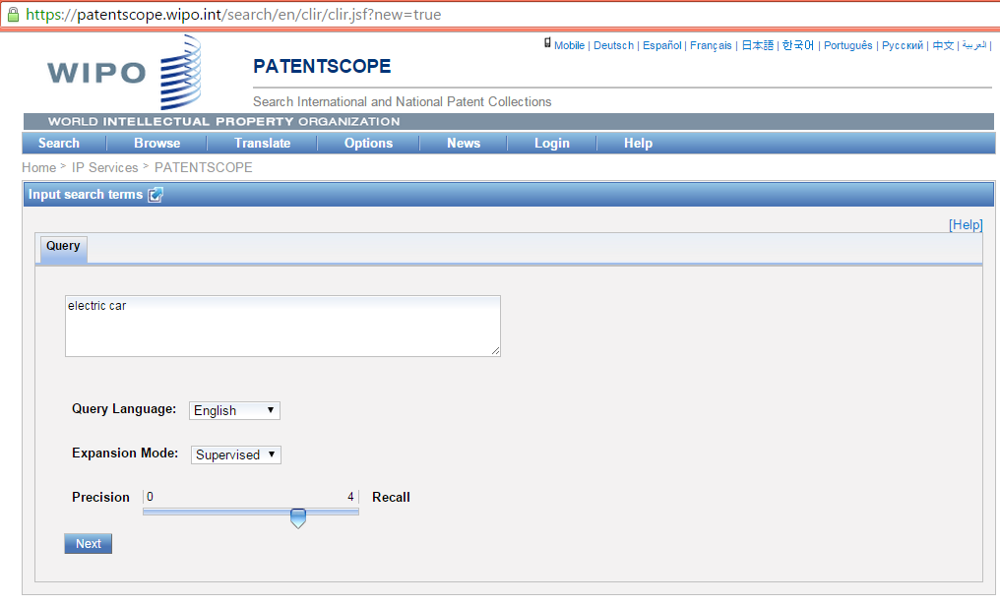 https://patentscope.wipo.int/search/en/clir/clir.jsf?new=true
Mobile | Deutsch | Español | Français | 日本語 | 한국어 | Português | Русский | 中文 | العربية |
WIPO
PATENTSCOPE
Search International and National Patent Collections
WORLD INTELLECTUAL PROPERTY ORGANIZATION
Search Browse Translate Options News Login Help
Home > IP Services > PATENTSCOPE
Input search terms
[Help]
Query
electric car
Query Language: English
Expansion Mode: Supervised
Precision 0 4 Recall
Next